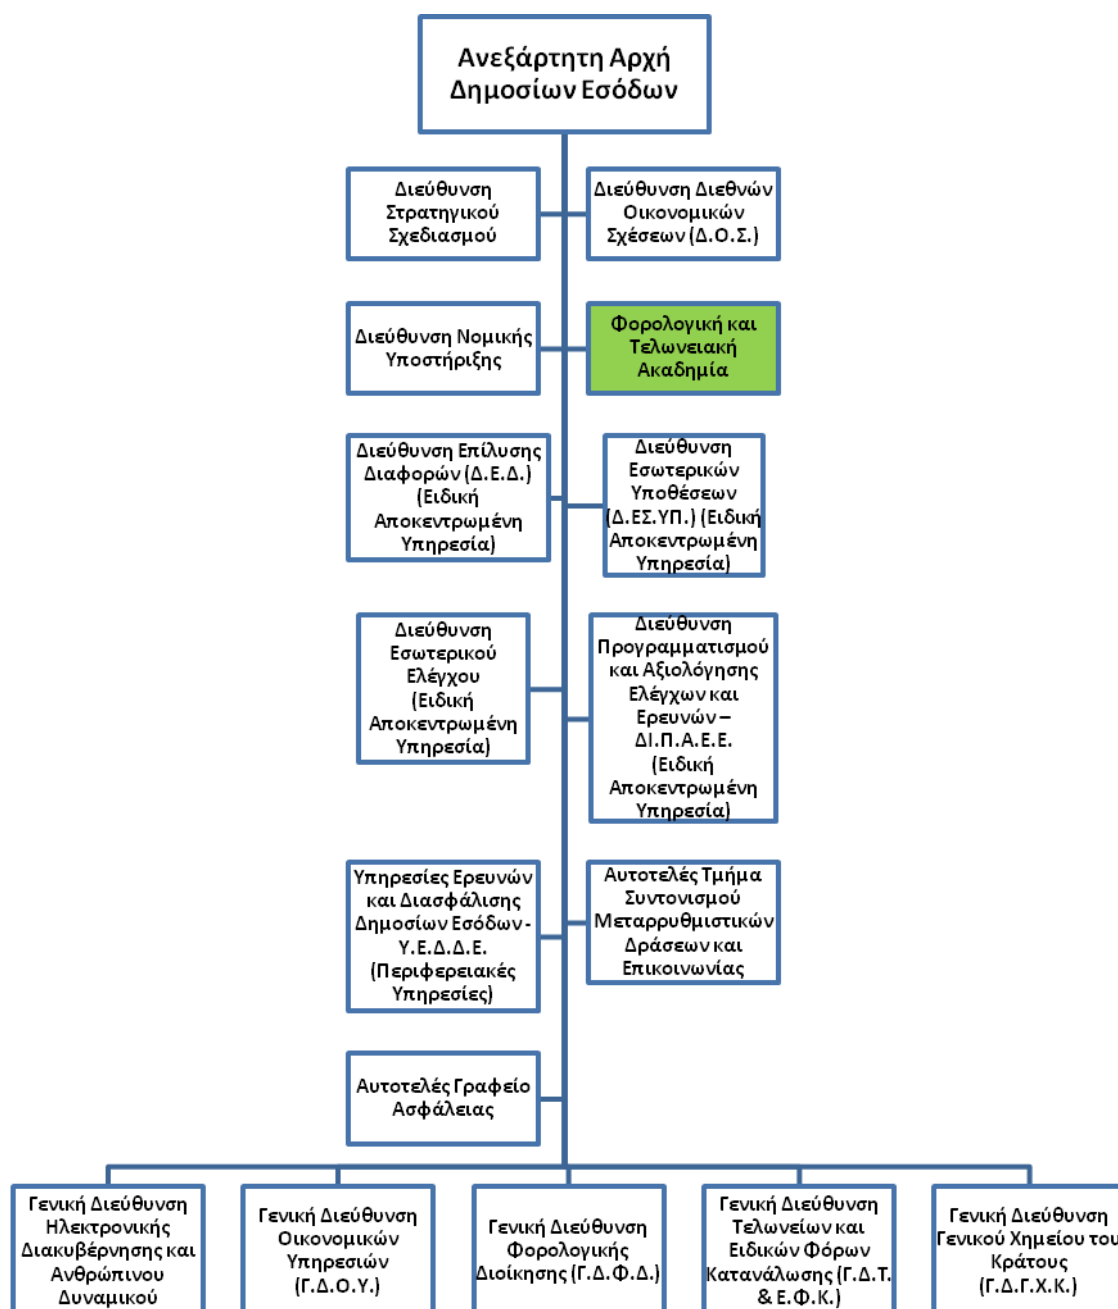 Ανεξάρτητη Αρχή
Δημοσίων Εσόδων
Διεύθυνση
Στρατηγικού
Σχεδιασμού
Διεύθυνση Διεθνών
Οικονομικών
Σχέσεων (Δ.Ο.Σ.)
Διεύθυνση Νομικής
Υποστήριξης
Φορολογική και
Τελωνειακή
Ακαδημία
Διεύθυνση Επίλυσης
Διαφορών (Δ.Ε.Δ.)
(Ειδική
Αποκεντρωμένη
Υπηρεσία)
Διεύθυνση
Εσωτερικών
Υποθέσεων
(Δ.ΕΣ.ΥΠ.) (Ειδική
Αποκεντρωμένη
Υπηρεσία)
Διεύθυνση
Εσωτερικού
Ελέγχου
(Ειδική
Αποκεντρωμένη
Υπηρεσία)
Διεύθυνση
Προγραμματισμού
και Αξιολόγησης
Ελέγχων και
Ερευνών –
ΔΙ.Π.Α.Ε.Ε.
(Ειδική
Αποκεντρωμένη
Υπηρεσία)
Υπηρεσίες Ερευνών
και Διασφάλισης
Δημοσίων Εσόδων -
Υ.Ε.Δ.Δ.Ε.
(Περιφερειακές
Υπηρεσίες)
Αυτοτελές Τμήμα
Συντονισμού
Μεταρρυθμιστικών
Δράσεων και
Επικοινωνίας
Αυτοτελές Γραφείο
Ασφάλειας
Γενική Διεύθυνση
Ηλεκτρονικής
Διακυβέρνησης και
Ανθρώπινου
Δυναμικού
Γενική Διεύθυνση
Οικονομικών
Υπηρεσιών
(Γ.Δ.Ο.Υ.)
Γενική Διεύθυνση
Φορολογικής
Διοίκησης (Γ.Δ.Φ.Δ.)
Γενική Διεύθυνση
Τελωνείων και
Ειδικών Φόρων
Κατανάλωσης (Γ.Δ.Τ.
& Ε.Φ.Κ.)
Γενική Διεύθυνση
Γενικού Χημείου του
Κράτους
(Γ.Δ.Γ.Χ.Κ.)